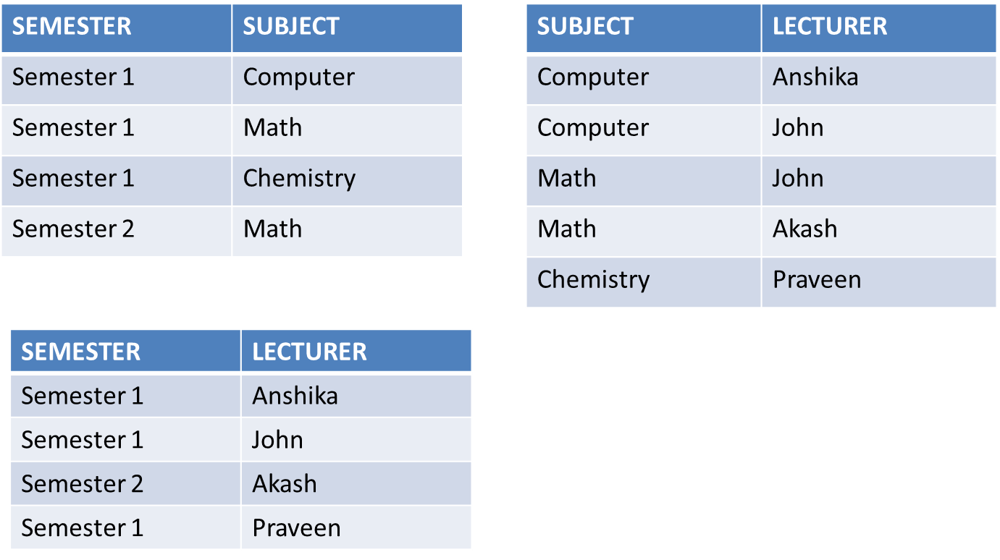 SEMESTER SUBJECT
Semester 1 Computer
Semester 1 Math
Semester 1 Chemistry
Semester 2 Math
SUBJECT LECTURER
Computer Anshika
Computer John
Math John
Math Akash
Chemistry Praveen
SEMESTER LECTURER
Semester 1 Anshika
Semester 1 John
Semester 2 Akash
Semester 1 Praveen